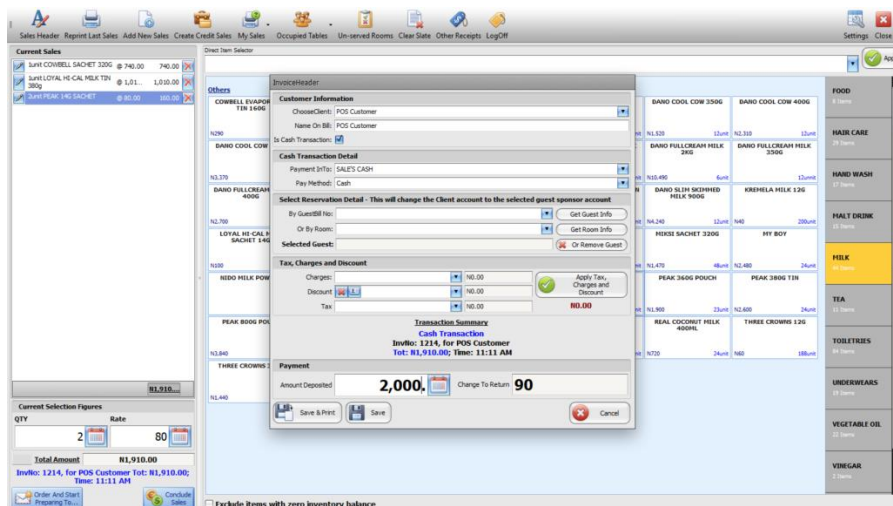 Sales Header Reprint Last Sales Add New Sales Create Credit Sales My Sales Occupied Tables Un-served Rooms Clear Slate Other Receipts LogOff Settings Close
Current Sales
Direct Item Selector
1unit COWBELL SACHET 320G @ 740.00 740.00
1unit LOYAL HI-CAL MILK TIN 380g @ 1,01... 1,010.00
2unit PEAK 14G SACHET @ 80.00 160.00
N1,910....
Current Selection Figures
QTY Rate
2 80
Total Amount N1,910.00
InvNo: 1214, for POS Customer Tot: N1,910.00;
Time: 11:11 AM
Order And Start
Preparing To...
Conclude
Sales
Others
COWBELL EVAPOR
TIN 160G
N290
DANO COOL COW
N3,370
DANO FULLCREAM
400G
N2,700
LOYAL HI-CAL M
SACHET 14G
N100
NIDO MILK POW
PEAK 800G POU
N3,840
THREE CROWNS
N1,440
InvoiceHeader
Customer Information
ChooseClient: POS Customer
Name On Bill: POS Customer
Is Cash Transaction:
Cash Transaction Detail
Payment InTo: SALE'S CASH
Pay Method: Cash
Select Reservation Detail - This will change the Client account to the selected guest sponsor account
By GuestBill No: Get Guest Info
Or By Room: Get Room Info
Selected Guest: Or Remove Guest
Tax, Charges and Discount
Charges: N0.00
Discount N0.00
Tax N0.00
Apply Tax,
Charges and
Discount
N0.00
Transaction Summary
Cash Transaction
InvNo: 1214, for POS Customer
Tot: N1,910.00; Time: 11:11 AM
Payment
Amount Deposited 2,000. Change To Return 90
Save & Print Save Cancel
DANO COOL COW 350G DANO COOL COW 400G
N1,520 12unit N2,310 12unit
DANO FULLCREAM MILK
2KG
DANO FULLCREAM MILK
350G
N10,490 6unit 12unit
DANO SLIM SKIMMED
MILK 900G
KREMELA MILK 12G
N4,240 12unit N40 200unit
MIKSI SACHET 320G MY BOY
N1,470 48unit N2,480 24unit
PEAK 360G POUCH PEAK 380G TIN
N1,900 23unit N2,600 24unit
REAL COCONUT MILK
400ML
THREE CROWNS 12G
N720 24unit N60 188unit
FOOD
HAIR CARE
HAND WASH
MALT DRINK
MILK
TEA
TOILETRIES
UNDERWEARS
VEGETABLE OIL
VINEGAR
Exclude items with zero inventory balance